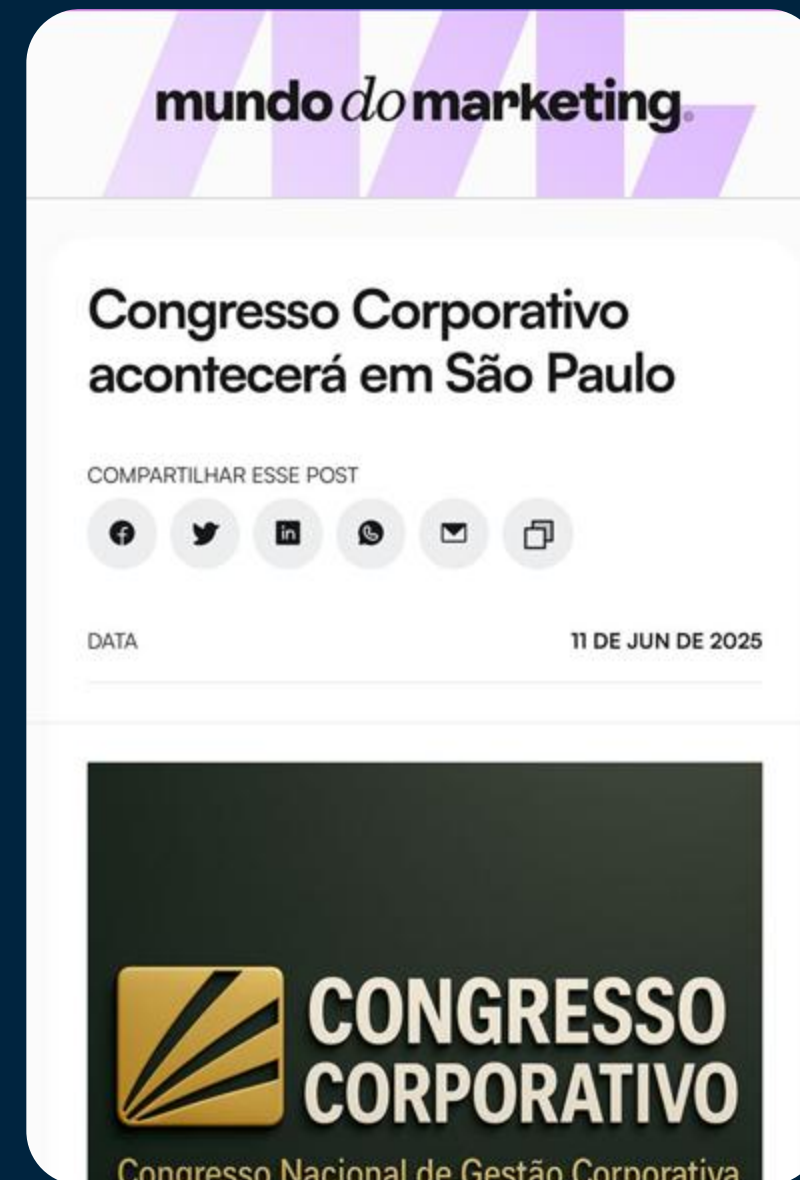 mundo do marketing
Congresso Corporativo
acontecerá em São Paulo
COMPARTILHAR ESSE POST
DATA
11 DE JUN DE 2025
CONGRESSO
CORPORATIVO
Congresso Nacional de Gestão Corporativa